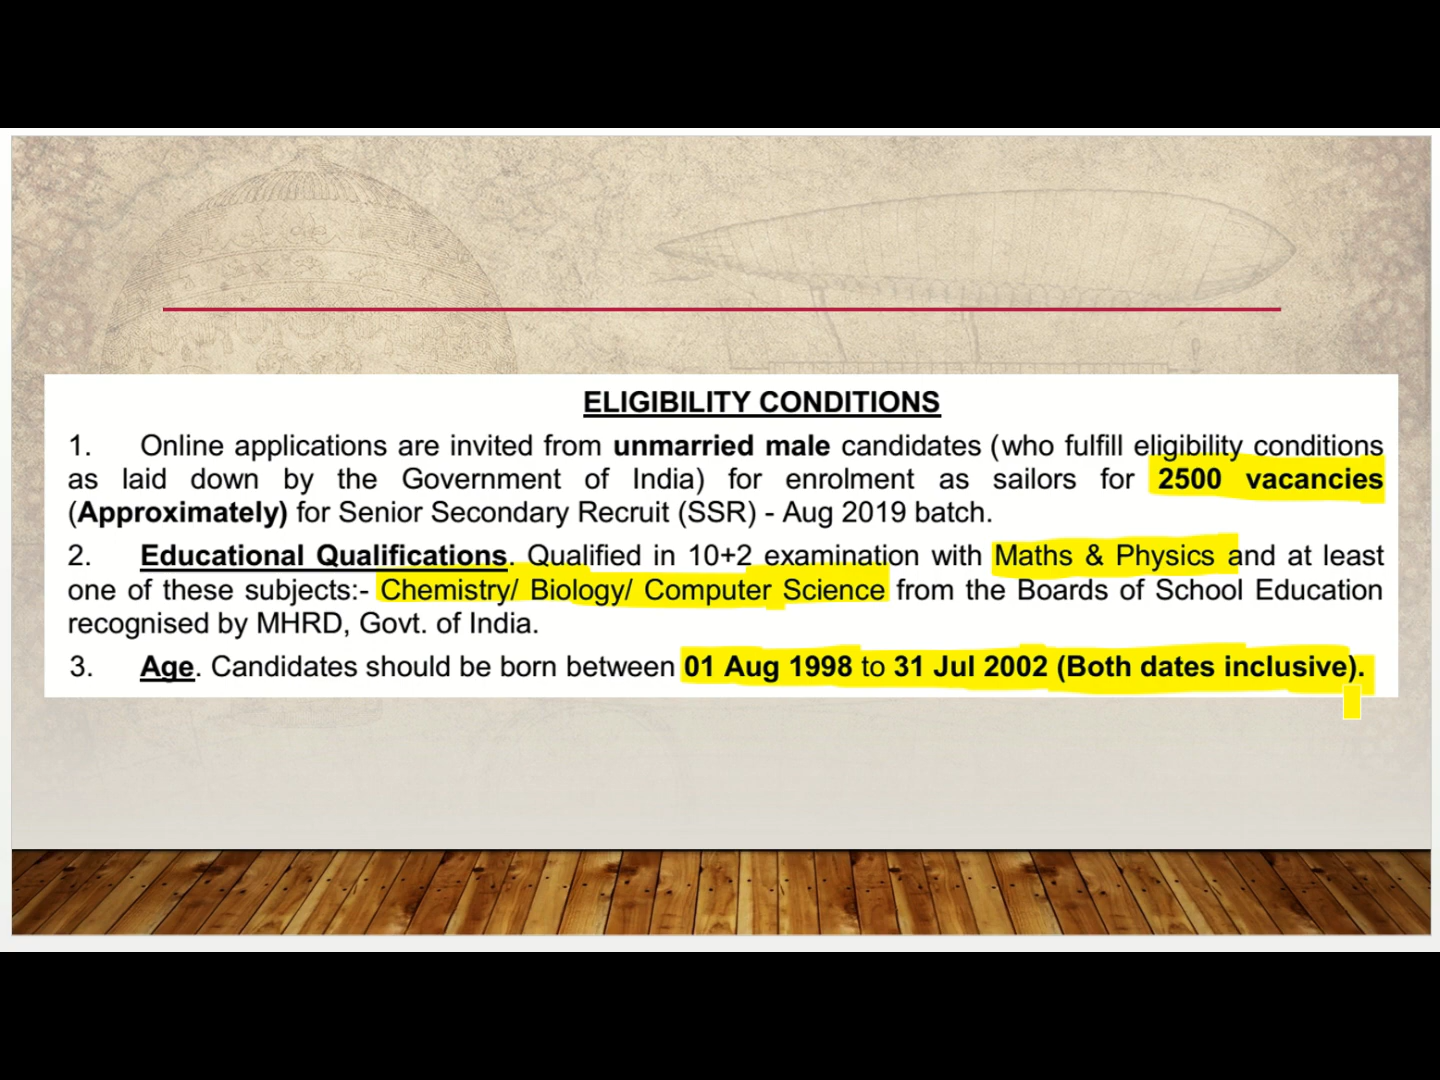 ELIGIBILITY CONDITIONS
1. Online applications are invited from unmarried male candidates (who fulfill eligibility conditions
as laid down by the Government of India) for enrolment as sailors for 2500 vacancies
(Approximately) for Senior Secondary Recruit (SSR) - Aug 2019 batch.
2. Educational Qualifications. Qualified in 10+2 examination with Maths & Physics and at least
one of these subjects:- Chemistry/ Biology/ Computer Science from the Boards of School Education
recognised by MHRD, Govt. of India.
3. Age. Candidates should be born between 01 Aug 1998 to 31 Jul 2002 (Both dates inclusive).